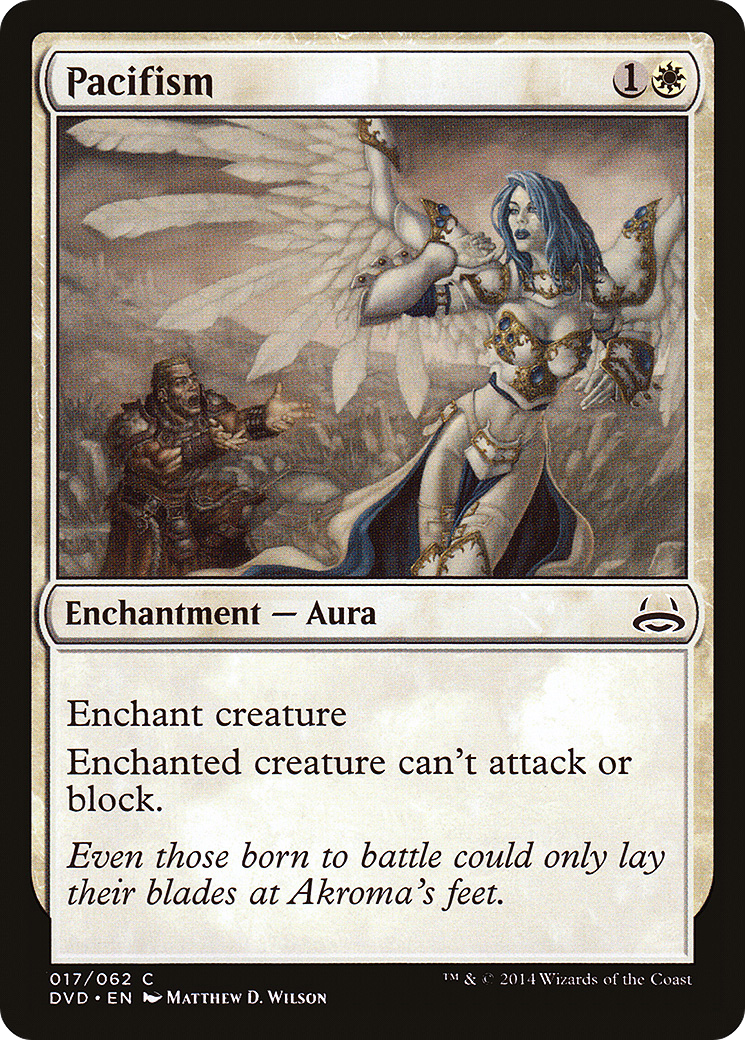 Pacifism
1
Enchantment — Aura
Enchant creature
Enchanted creature can't attack or
block.
Even those born to battle could only lay
their blades at Akroma's feet.
017/062 C
™ & © 2014 Wizards of the Coast
DVD • EN Matthew D. Wilson